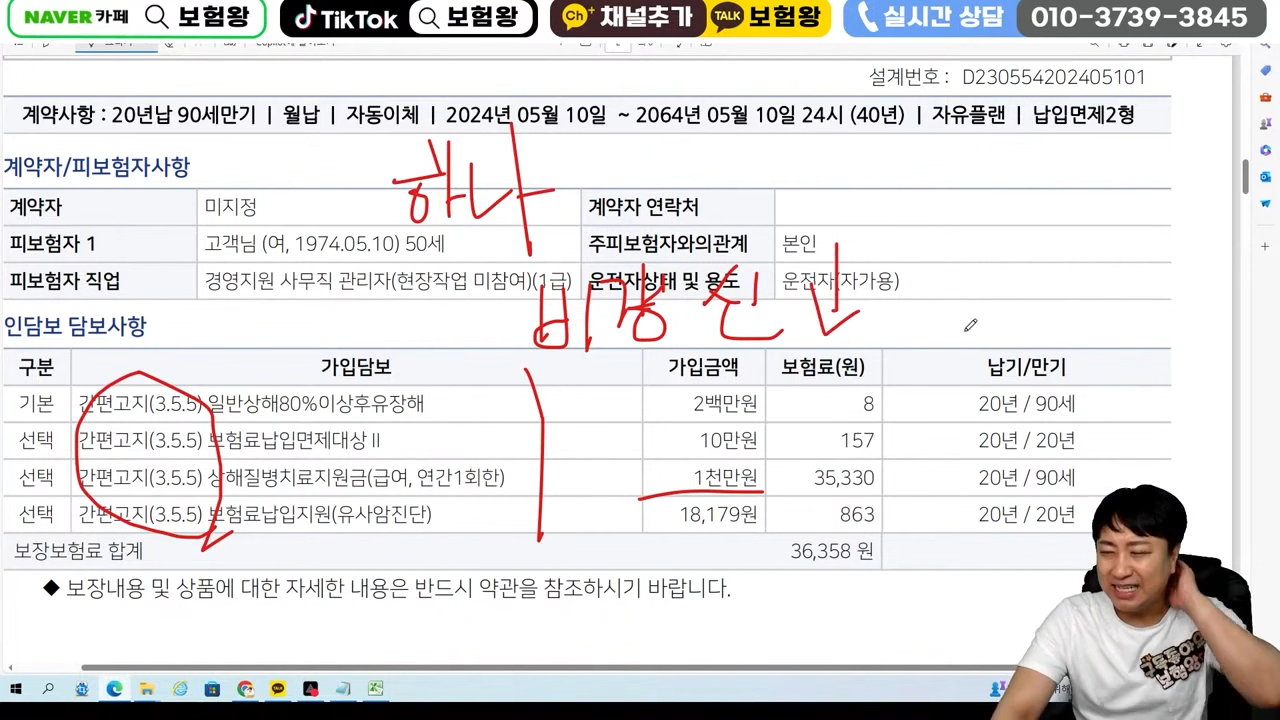 NAVER 카페 보험왕 TikTok 보험왕 Ch+ 채널추가 TALK 보험왕 실시간 상담 010-3739-3845
설계번호 : D230554202405101
계약사항 : 20년납 90세만기 | 월납 | 자동이체 | 2024년 05월 10일 ~ 2064년 05월 10일 24시 (40년) | 자유플랜 | 납입면제2형
계약자/피보험자사항
하나
계약자 미지정 계약자 연락처
피보험자 1 고객님 (여, 1974.05.10) 50세 주피보험자와의관계 본인
피보험자 직업 경영지원 사무직 관리자(현장작업 미참여)(1급) 운전자상태 및 용도 운전자(자가용)
비갱신
인담보 담보사항
구분 가입담보 가입금액 보험료(원) 납기/만기
기본 간편고지(3.5.5) 일반상해80%이상후유장해 2백만원 8 20년 / 90세
선택 간편고지(3.5.5) 보험료납입면제대상Ⅱ 10만원 157 20년 / 20년
선택 간편고지(3.5.5) 상해질병치료지원금(급여, 연간1회한) 1천만원 35,330 20년 / 90세
선택 간편고지(3.5.5) 보험료납입지원(유사암진단) 18,179원 863 20년 / 20년
보장보험료 합계 36,358 원
◆ 보장내용 및 상품에 대한 자세한 내용은 반드시 약관을 참조하시기 바랍니다.